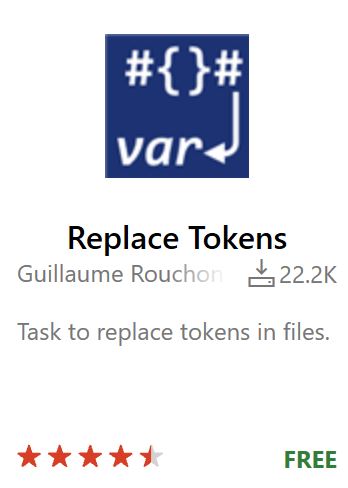 #{}#
var
Replace Tokens
Guillaume Rouchon 22.2K
Task to replace tokens in files.
FREE